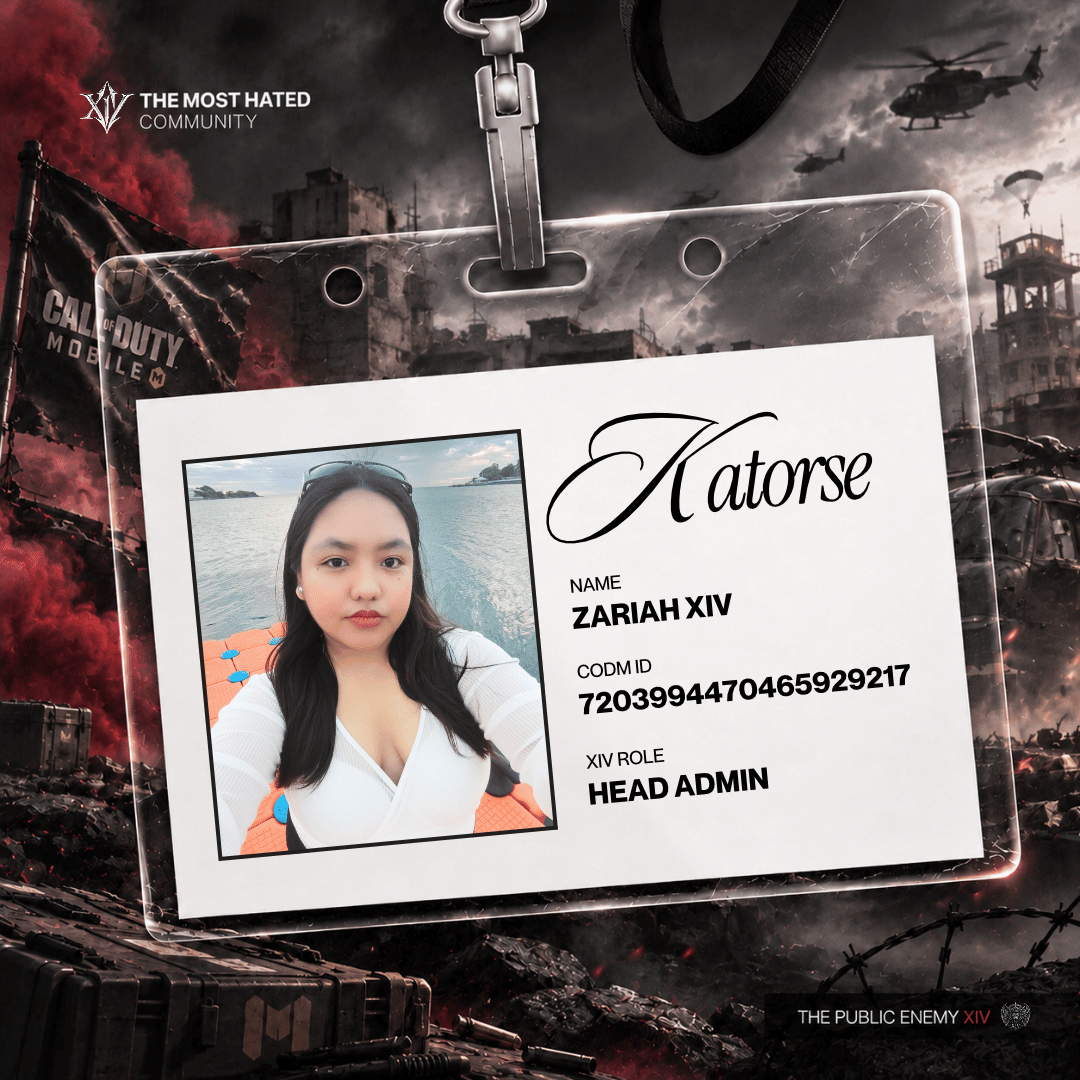 XIV
THE MOST HATED
COMMUNITY
CALL OF DUTY
MOBILE
Katorse
NAME
ZARIAH XIV
CODM ID
7203994470465929217
XIV ROLE
HEAD ADMIN
THE PUBLIC ENEMY XIV